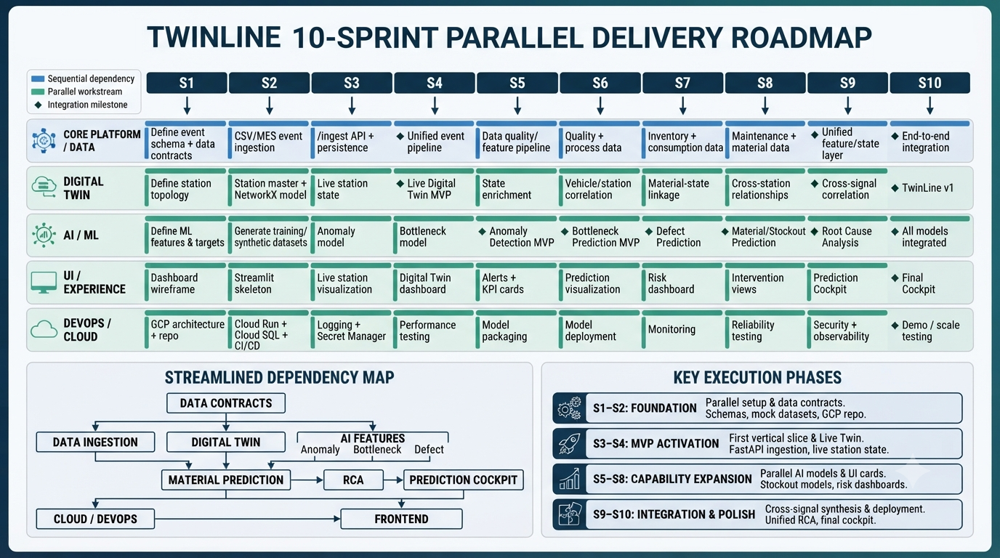 TWINLINE 10-SPRINT PARALLEL DELIVERY ROADMAP
Sequential dependency
Parallel workstream
Integration milestone
S1
S2
S3
S4
S5
S6
S7
S8
S9
S10
CORE PLATFORM
/ DATA
Define event
schema + data
contracts
CSV/MES event
ingestion
/ingest API +
persistence
Unified event
pipeline
Data quality/
feature pipeline
Quality +
process data
Inventory +
consumption data
Maintenance +
material data
Unified
feature/state
layer
End-to-end
integration
DIGITAL
TWIN
Define station
topology
Station master +
NetworkX model
Live station
state
Live Digital
Twin MVP
State
enrichment
Vehicle/station
correlation
Material-state
linkage
Cross-station
relationships
Cross-signal
correlation
TwinLine v1
AI / ML
Define ML
features & targets
Generate training/
synthetic datasets
Anomaly
model
Bottleneck
model
Anomaly
Detection MVP
Bottleneck
Prediction MVP
Defect
Prediction
Material/Stockout
Prediction
Root Cause
Analysis
All models
integrated
UI /
EXPERIENCE
Dashboard
wireframe
Streamlit
skeleton
Live station
visualization
Digital Twin
dashboard
Alerts +
KPI cards
Prediction
visualization
Risk
dashboard
Intervention
views
Prediction
Cockpit
Final
Cockpit
DEVOPS /
CLOUD
GCP architecture
+ repo
Cloud Run +
Cloud SQL +
CI/CD
Logging +
Secret Manager
Performance
testing
Model
packaging
Model
deployment
Monitoring
Reliability
testing
Security +
observability
Demo / scale
testing
STREAMLINED DEPENDENCY MAP
DATA CONTRACTS
DATA INGESTION
DIGITAL TWIN
AI FEATURES
Anomaly
Bottleneck
Defect
MATERIAL PREDICTION
RCA
PREDICTION COCKPIT
CLOUD / DEVOPS
FRONTEND
KEY EXECUTION PHASES
S1–S2: FOUNDATION
Parallel setup & data contracts.
Schemas, mock datasets, GCP repo.
S3–S4: MVP ACTIVATION
First vertical slice & Live Twin.
FastAPI ingestion, live station state.
S5–S8: CAPABILITY EXPANSION
Parallel AI models & UI cards.
Stockout models, risk dashboards.
S9–S10: INTEGRATION & POLISH
Cross-signal synthesis & deployment.
Unified RCA, final cockpit.